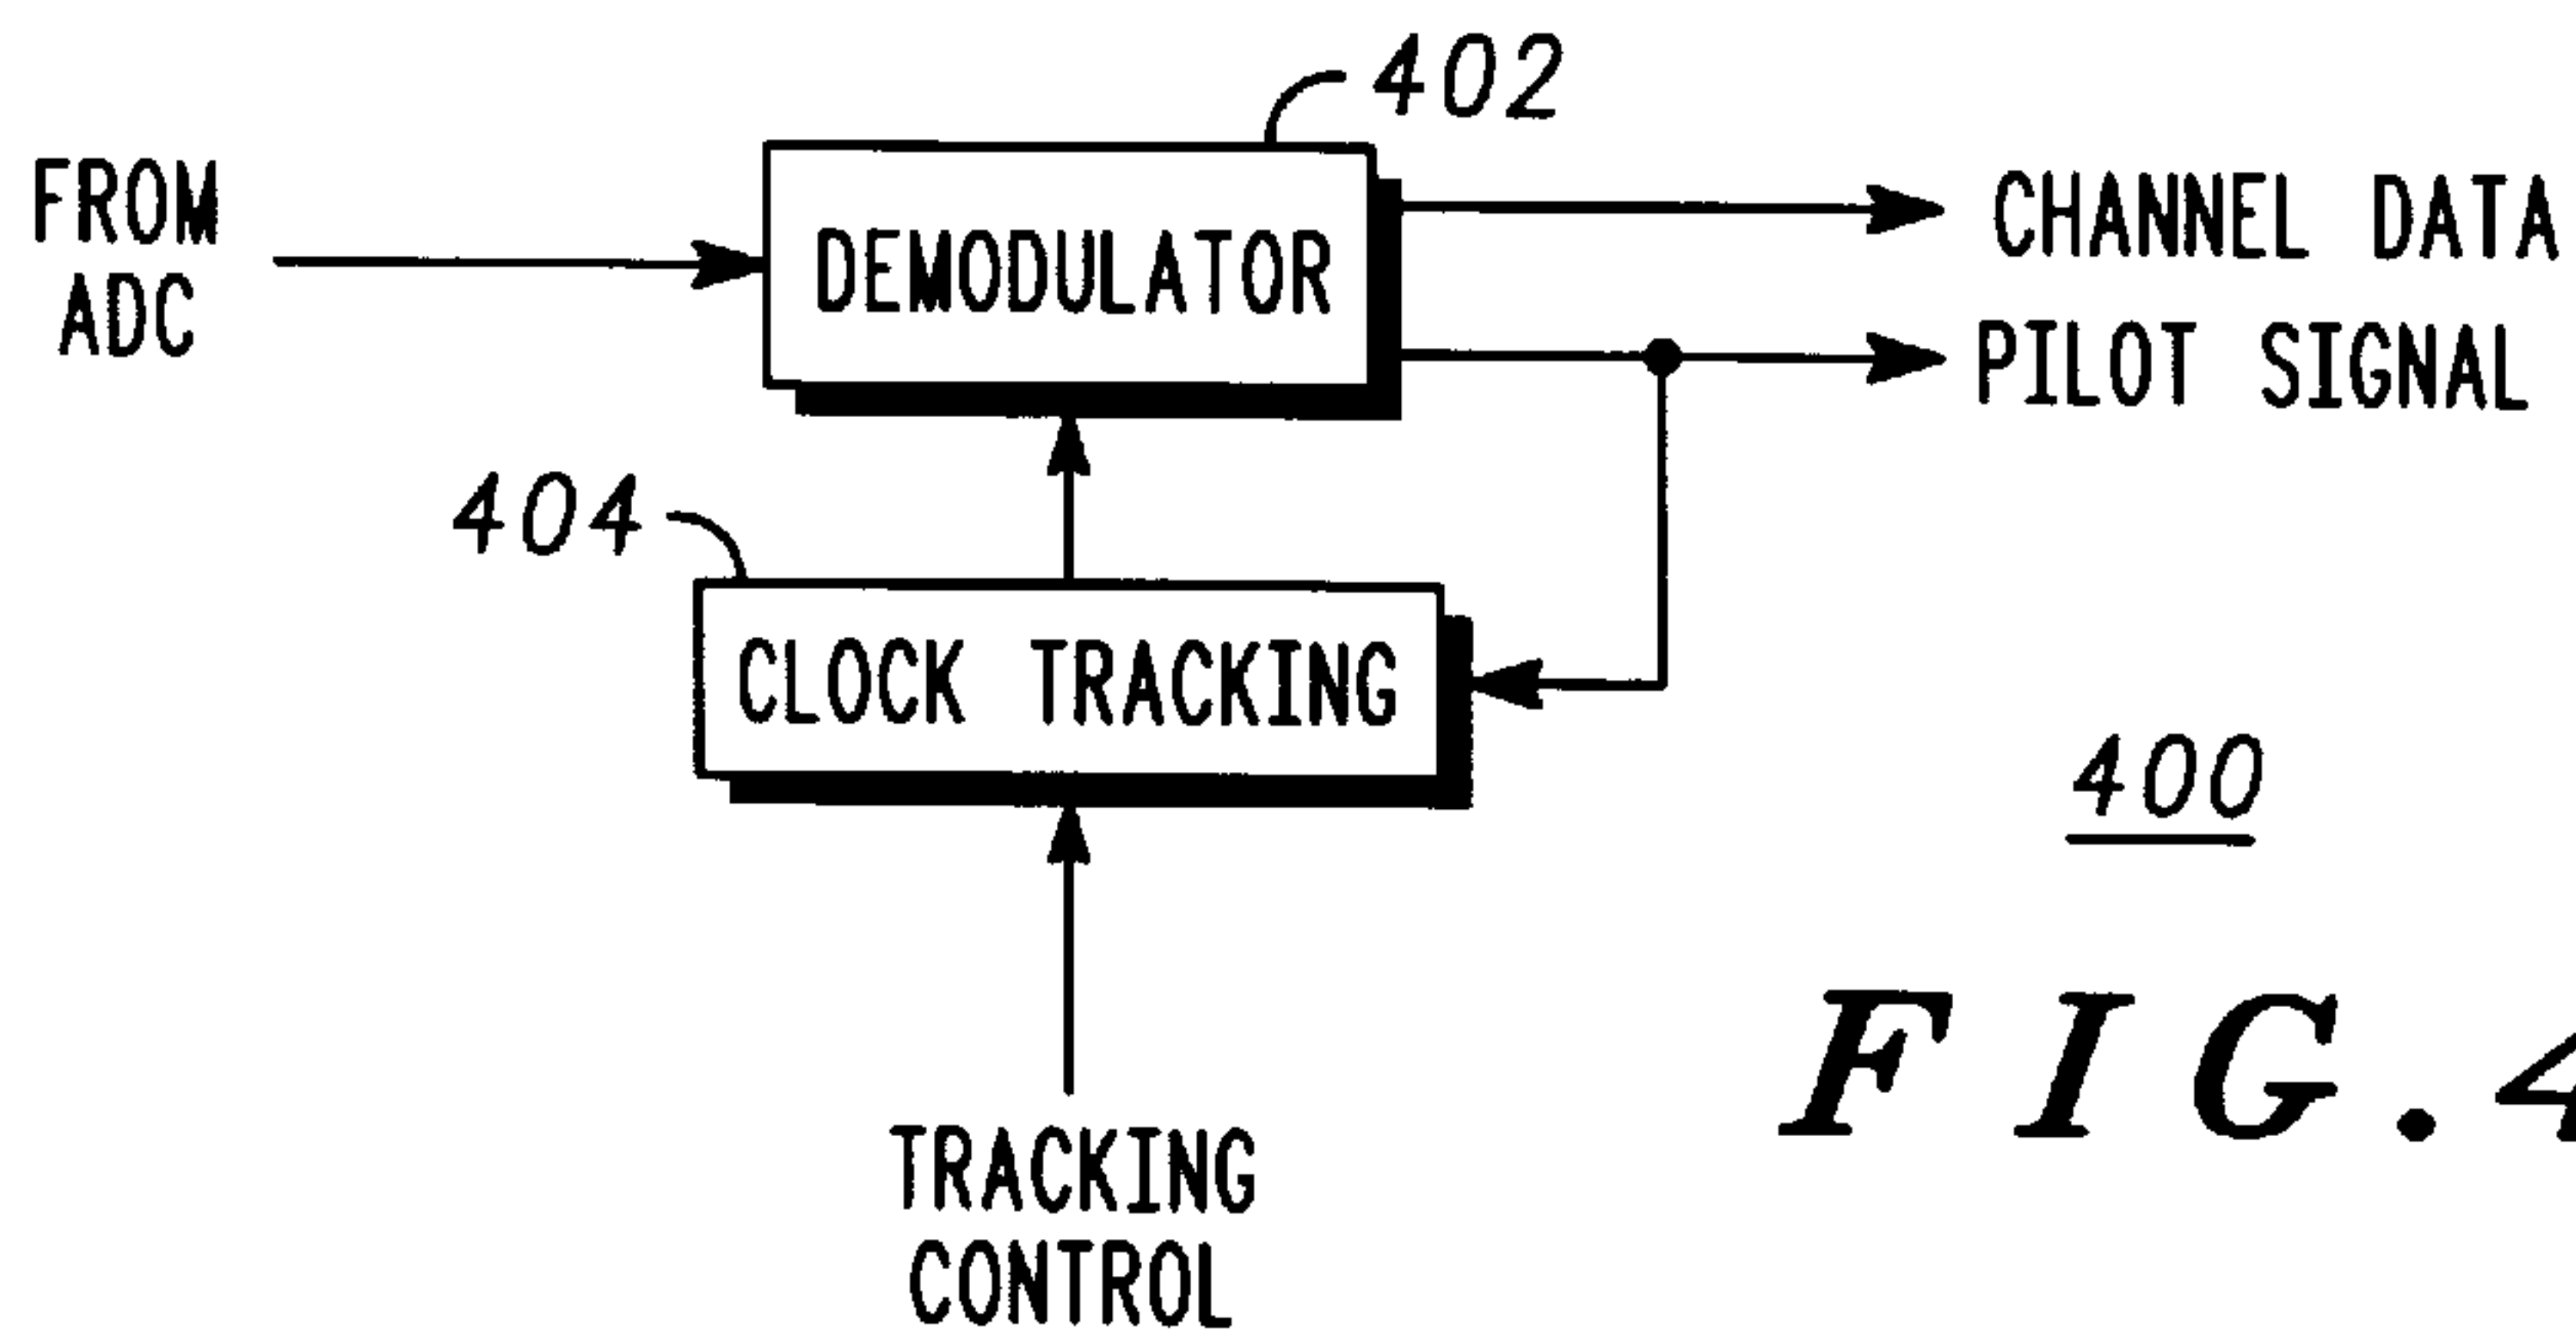 402
FROM
ADC
DEMODULATOR
CHANNEL DATA
PILOT SIGNAL
404
CLOCK TRACKING
400
FIG. 4
TRACKING
CONTROL